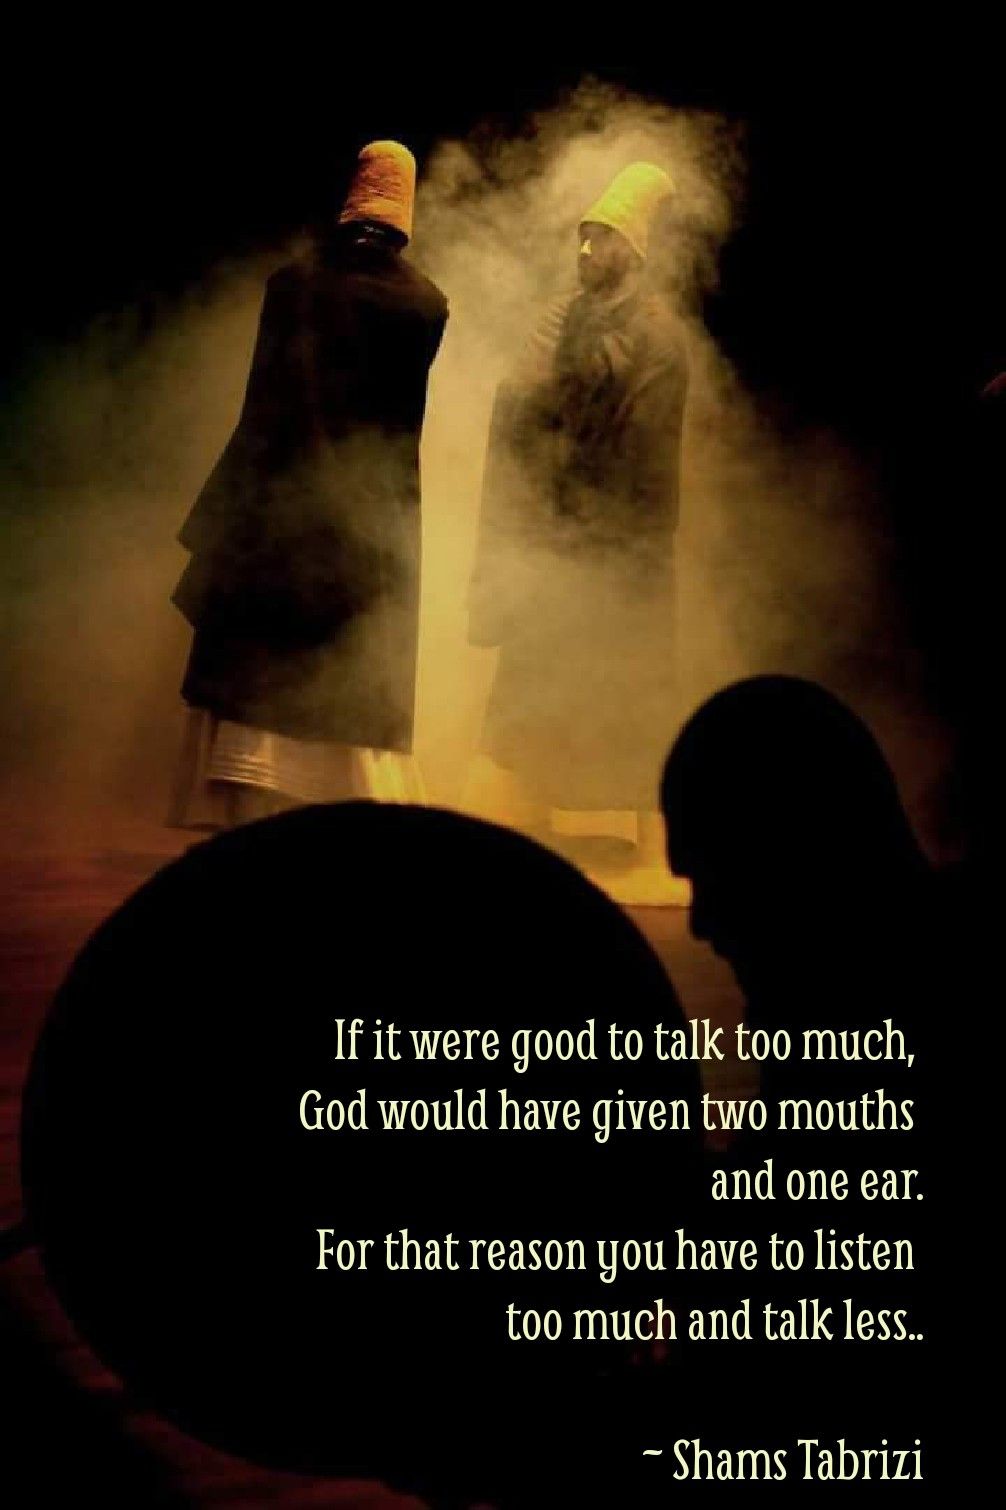 If it were good to talk too much,
God would have given two mouths
and one ear.
For that reason you have to listen
too much and talk less..
~ Shams Tabrizi